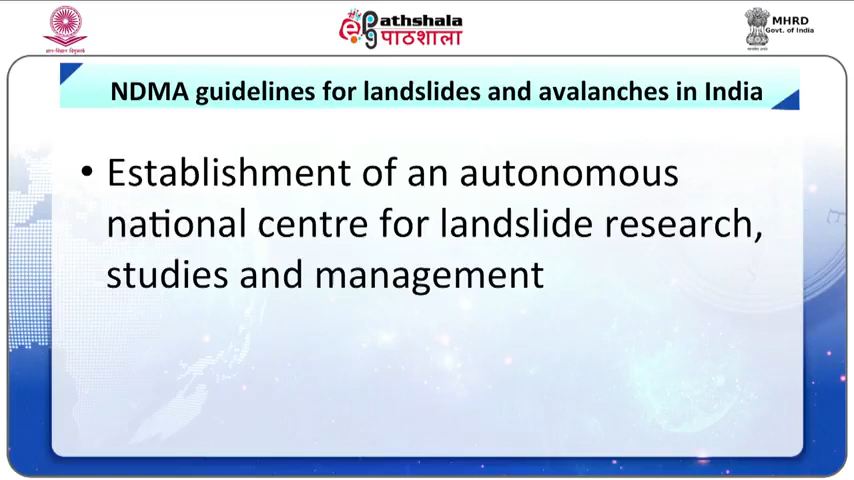 ePathshala
पाठशाला
MHRD
Govt. of India
NDMA guidelines for landslides and avalanches in India
• Establishment of an autonomous
national centre for landslide research,
studies and management